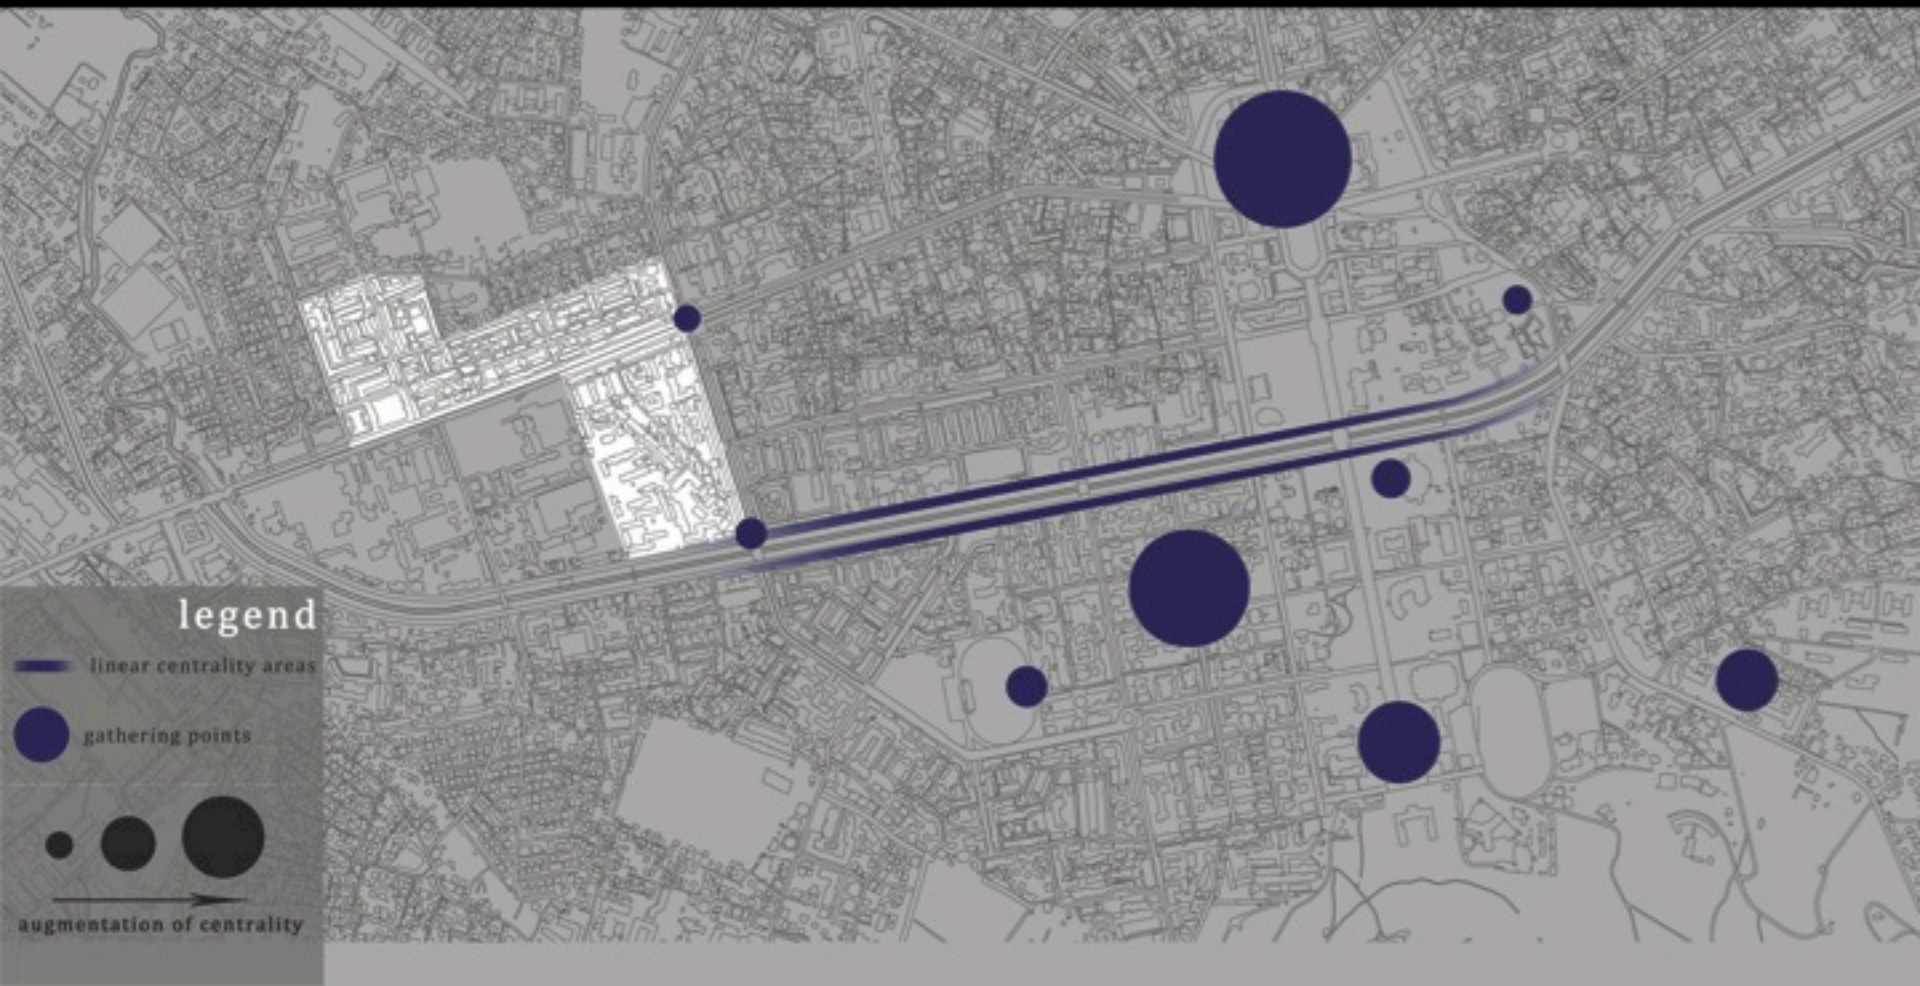 legend
linear centrality areas
gathering points
augmentation of centrality